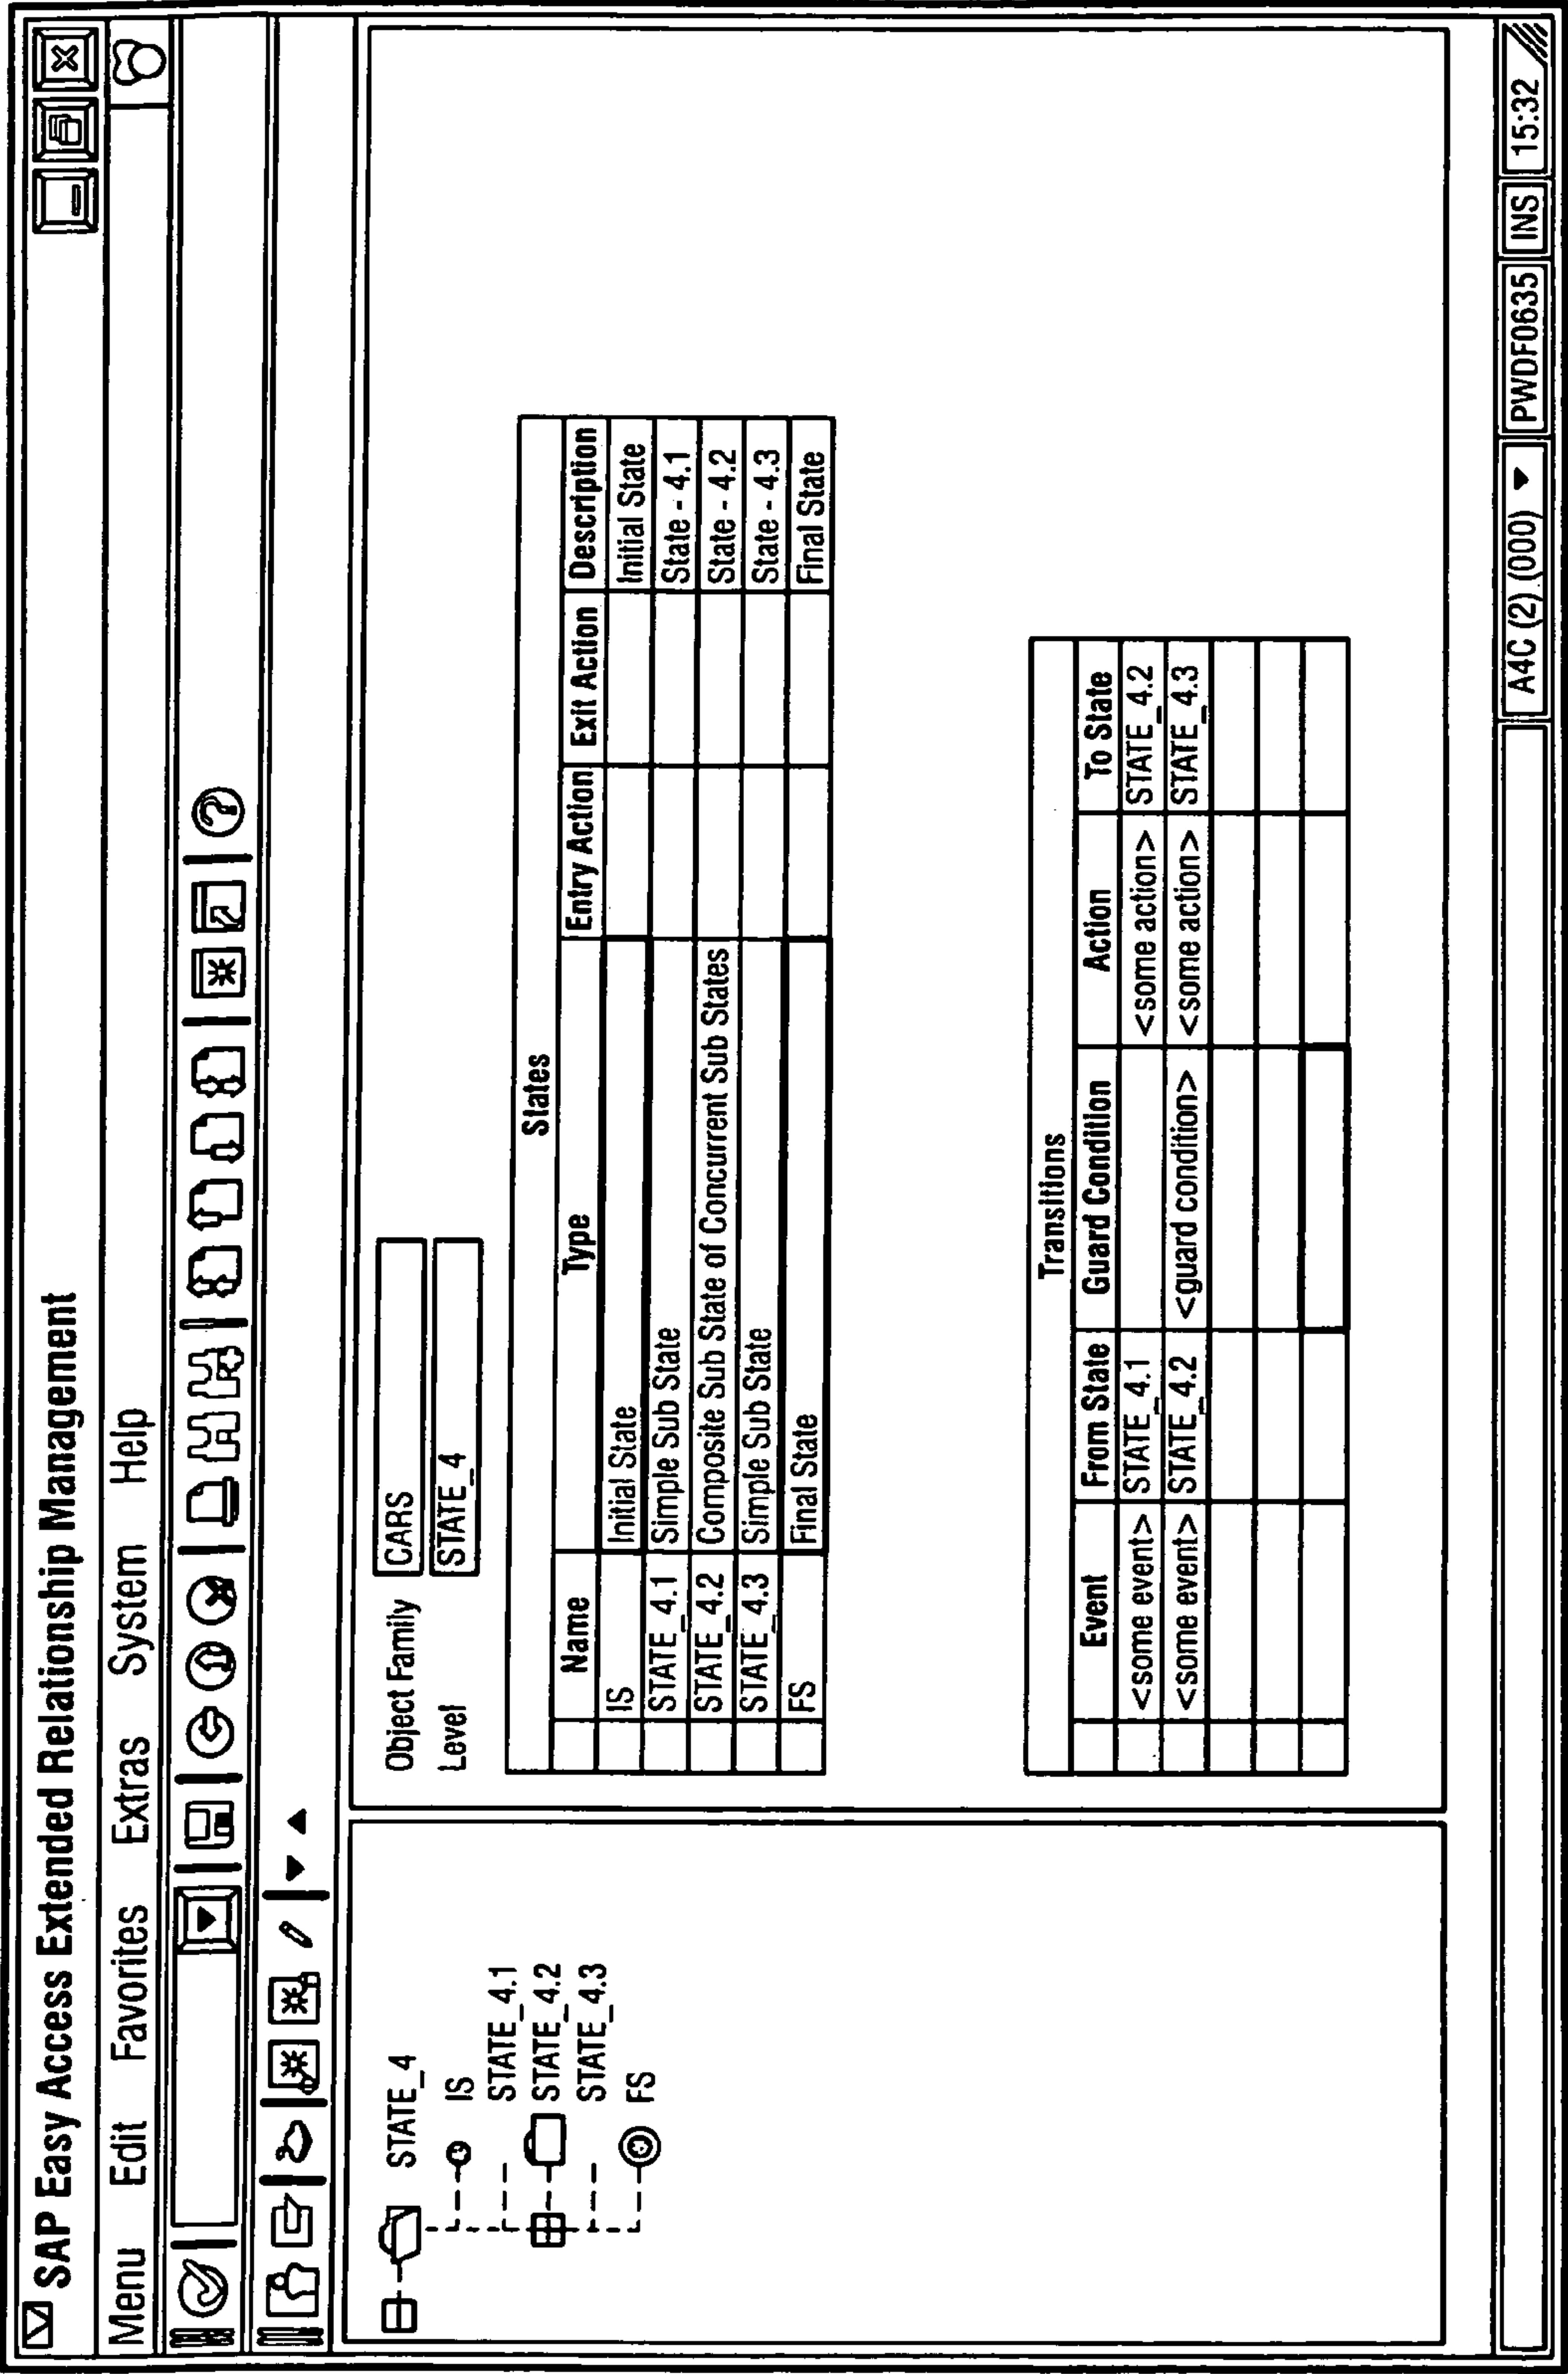 SAP Easy Access Extended Relationship Management
Menu Edit Favorites Extras System Help
STATE_4
IS
STATE_4.1
STATE_4.2
STATE_4.3
FS
Object Family CARS
Level STATE_4
States
Name Type Entry Action Exit Action Description
IS Initial State Initial State
STATE_4.1 Simple Sub State State - 4.1
STATE_4.2 Composite Sub State of Concurrent Sub States State - 4.2
STATE_4.3 Simple Sub State State - 4.3
FS Final State Final State
Transitions
Event From State Guard Condition Action To State
<some event> STATE_4.1 <some action> STATE_4.2
<some event> STATE_4.2 <guard condition> <some action> STATE_4.3
A4C (2) (000) PWDF0635 INS 15:32